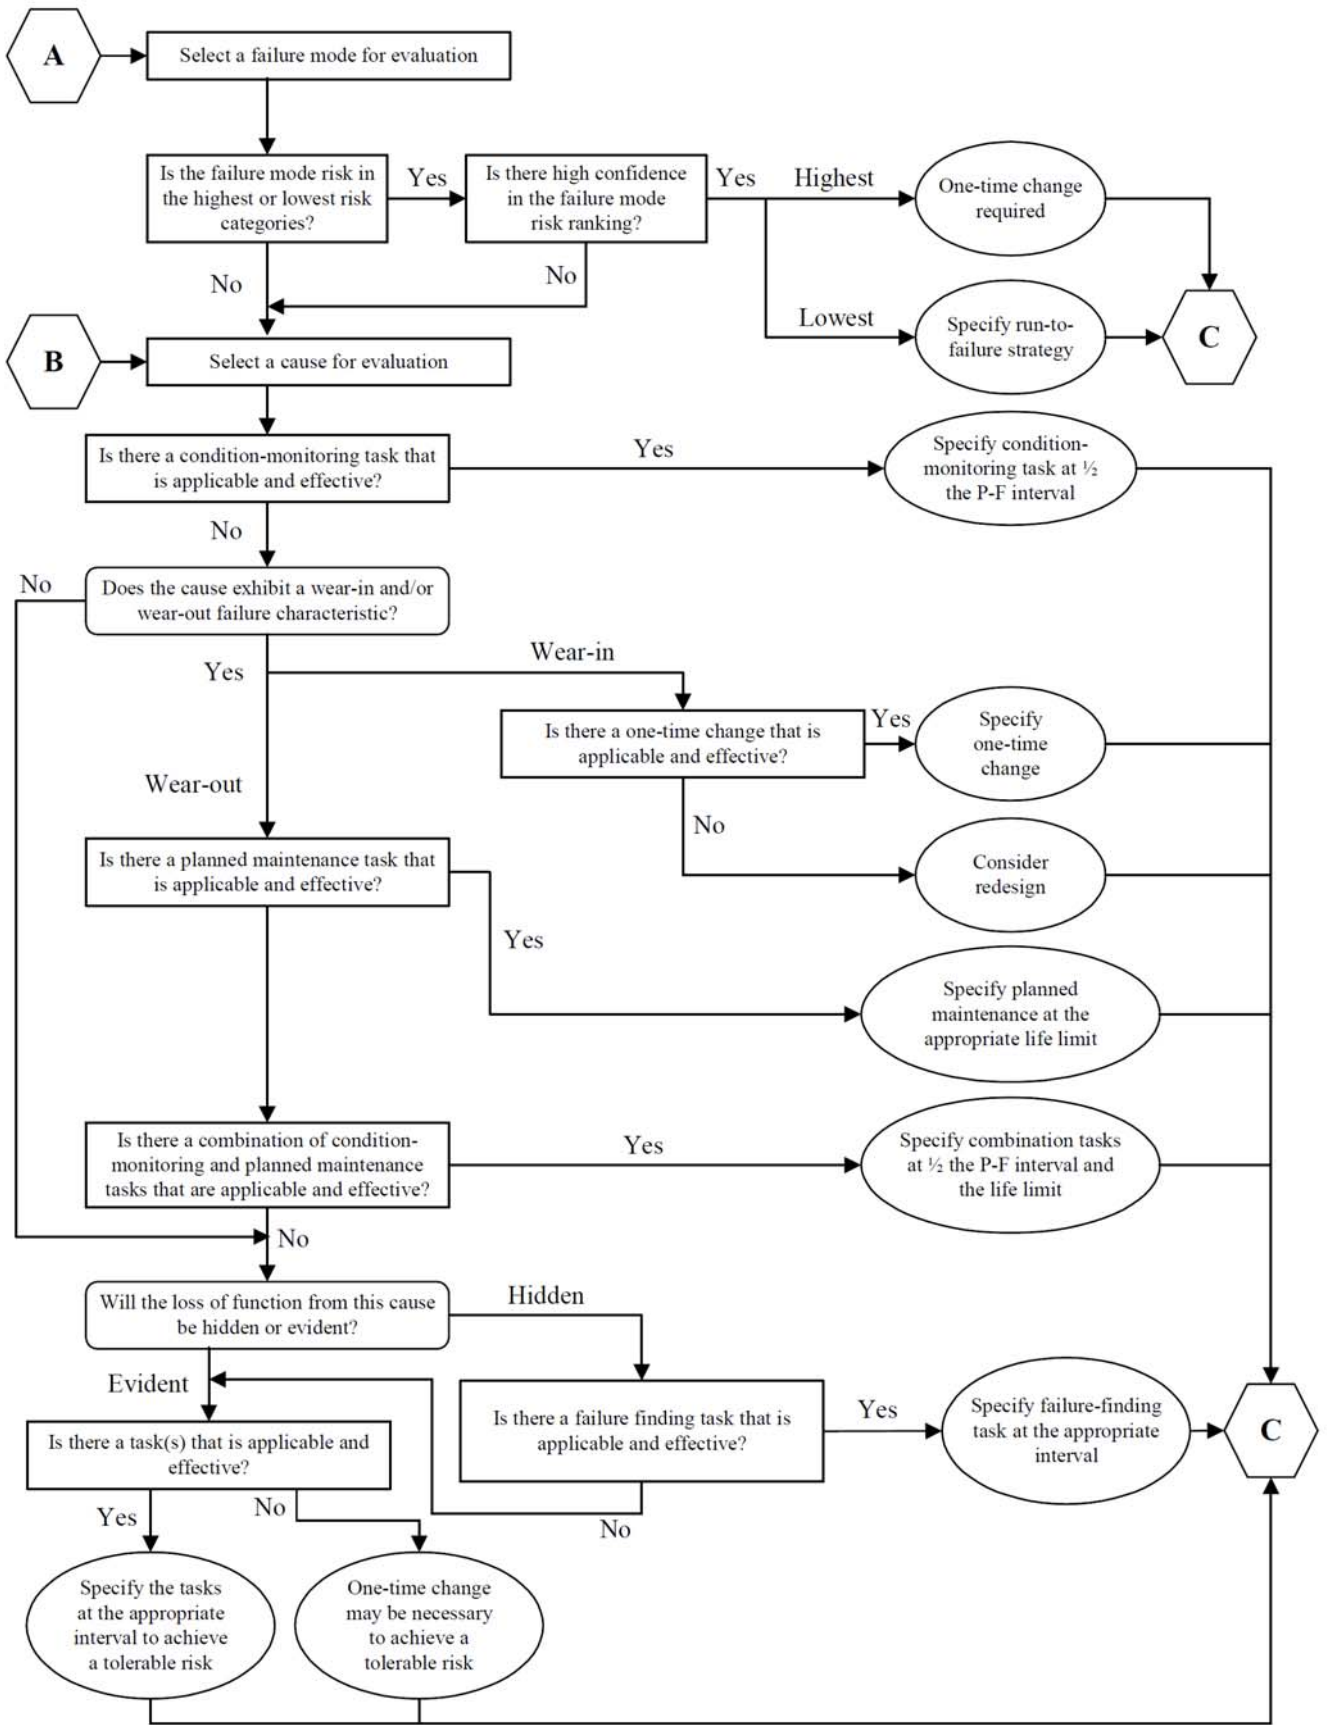 A
Select a failure mode for evaluation
Is the failure mode risk in
the highest or lowest risk
categories?
Yes
Is there high confidence
in the failure mode
risk ranking?
Yes
Highest
One-time change
required
No
No
Lowest
Specify run-to-
failure strategy
C
B
Select a cause for evaluation
Is there a condition-monitoring task that
is applicable and effective?
Yes
Specify condition-
monitoring task at ½
the P-F interval
No
No
Does the cause exhibit a wear-in and/or
wear-out failure characteristic?
Yes
Wear-in
Is there a one-time change that is
applicable and effective?
Yes
Specify
one-time
change
Wear-out
No
Consider
redesign
Is there a planned maintenance task that
is applicable and effective?
Yes
Specify planned
maintenance at the
appropriate life limit
Is there a combination of condition-
monitoring and planned maintenance
tasks that are applicable and effective?
Yes
Specify combination tasks
at ½ the P-F interval and
the life limit
No
Will the loss of function from this cause
be hidden or evident?
Hidden
Evident
Is there a failure finding task that is
applicable and effective?
Yes
Specify failure-finding
task at the appropriate
interval
C
Is there a task(s) that is applicable and
effective?
Yes
No
No
Specify the tasks
at the appropriate
interval to achieve
a tolerable risk
One-time change
may be necessary
to achieve a
tolerable risk